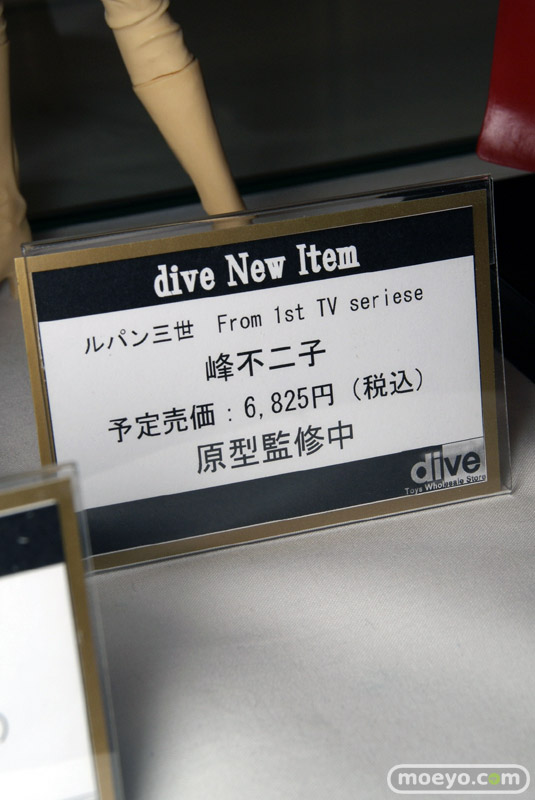 dive New Item
ルパン三世 From 1st TV seriese
峰不二子
予定売価：6,825円（税込）
原型監修中
dive
Toys Wholesale Store
moeyo.com